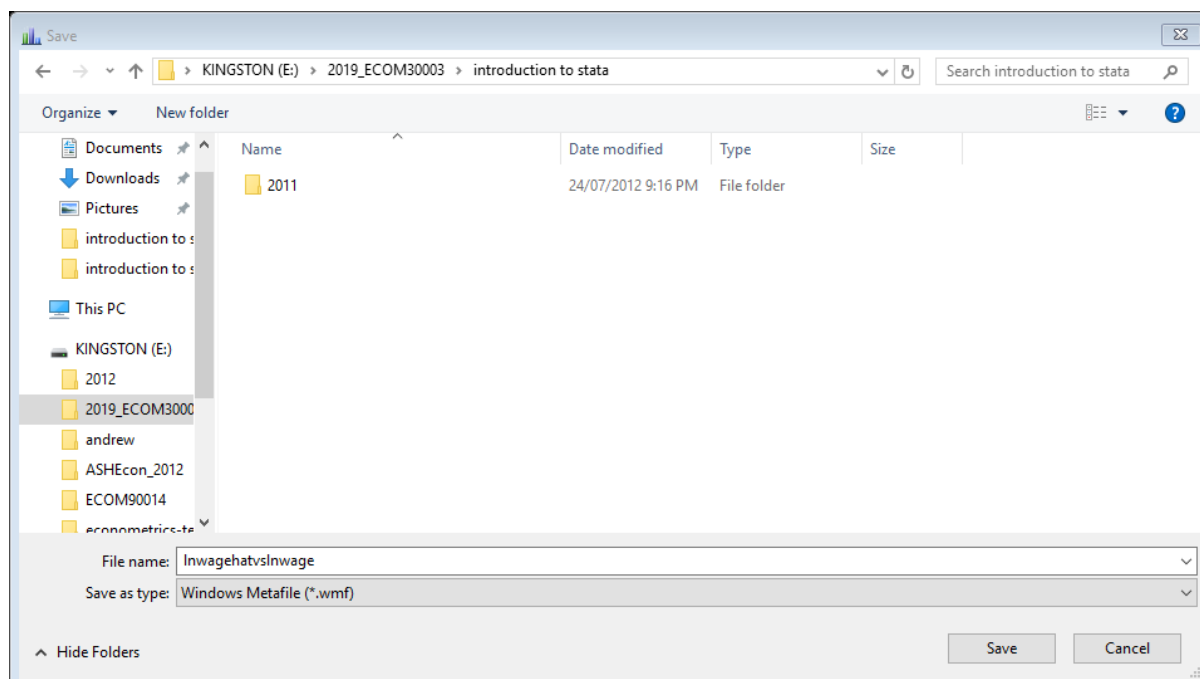 Save
KINGSTON (E:) > 2019_ECOM30003 > introduction to stata
Search introduction to stata
Organize
New folder
?
Documents
Downloads
Pictures
introduction to s
introduction to s
This PC
KINGSTON (E:)
2012
2019_ECOM3000
andrew
ASHEcon_2012
ECOM90014
econometrics-te
Name Date modified Type Size
2011 24/07/2012 9:16 PM File folder
File name: lnwagehatvslnwage
Save as type: Windows Metafile (*.wmf)
Hide Folders
Save Cancel